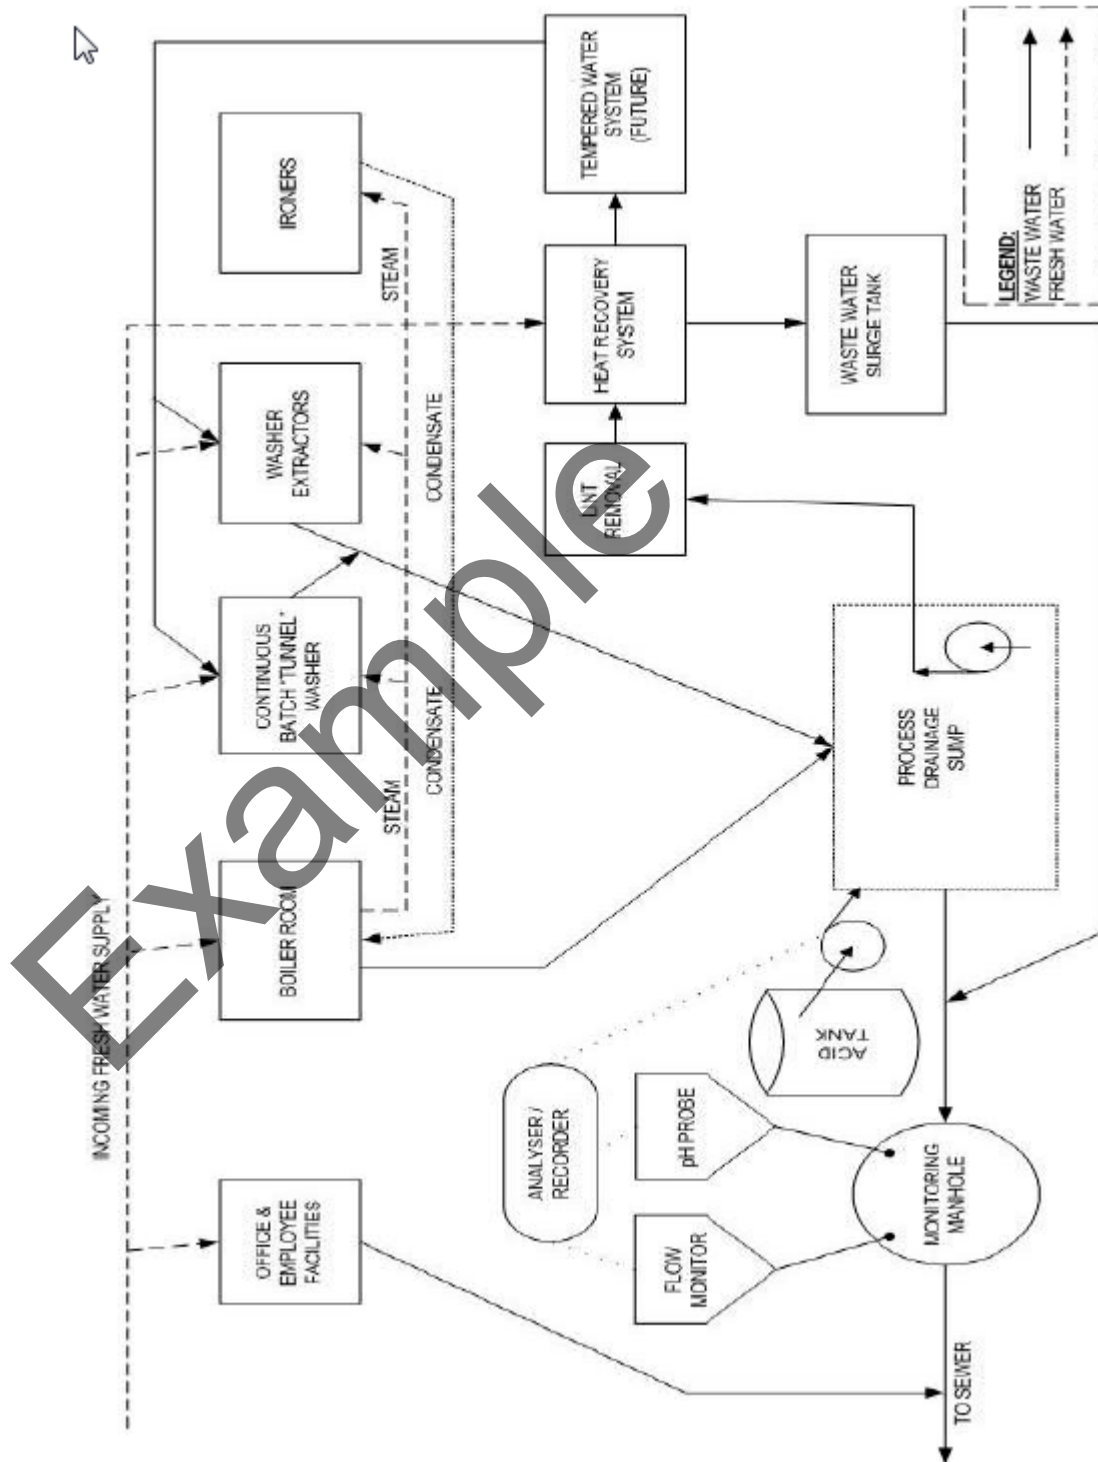 INCOMING FRESH WATER SUPPLY
OFFICE &
EMPLOYEE
FACILITIES
BOILER ROOM
CONTINUOUS
BATCH "TUNNEL"
WASHER
WASHER
EXTRACTORS
IRONERS
STEAM
STEAM
CONDENSATE
CONDENSATE
ANALYSER /
RECORDER
LINT
REMOVAL
HEAT RECOVERY
SYSTEM
TEMPERED WATER
SYSTEM
(FUTURE)
FLOW
MONITOR
pH PROBE
ACID
TANK
PROCESS
DRAINAGE
SUMP
WASTE WATER
SURGE TANK
MONITORING
MANHOLE
TO SEWER
LEGEND:
WASTE WATER
FRESH WATER
Example